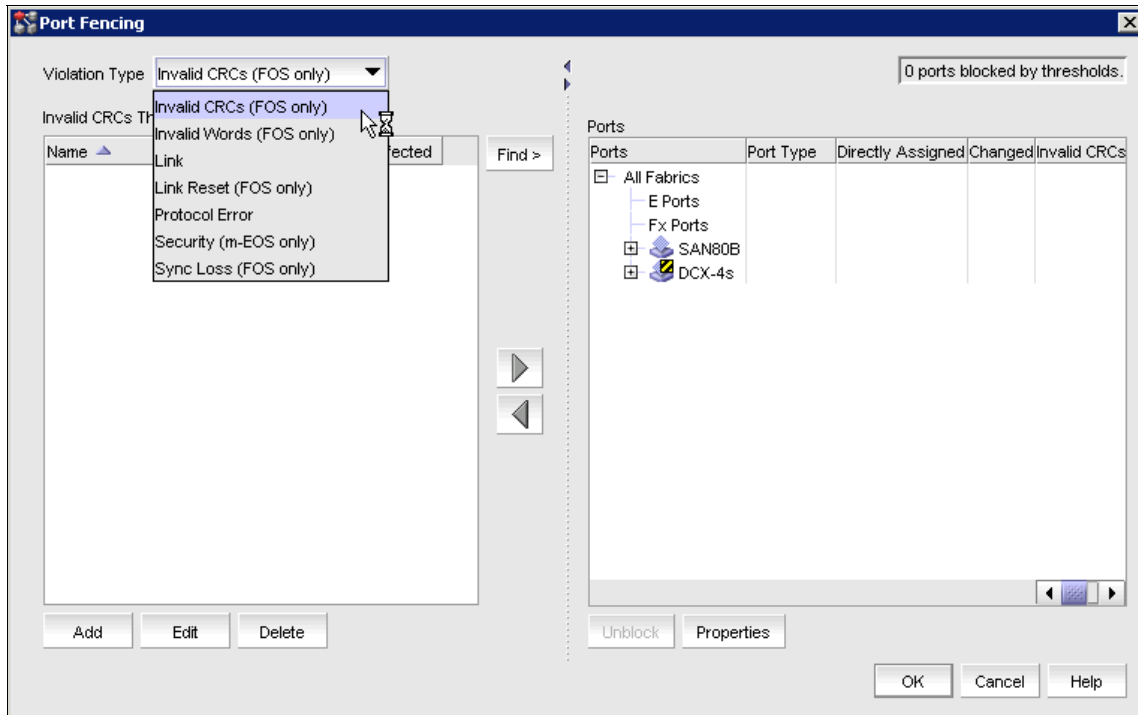 Port Fencing
Violation Type Invalid CRCs (FOS only)
0 ports blocked by thresholds.
Invalid CRCs (FOS only)
Invalid Words (FOS only)
Link
Link Reset (FOS only)
Protocol Error
Security (m-EOS only)
Sync Loss (FOS only)
Invalid CRCs
Name
Find >
Ports
Ports Port Type Directly Assigned Changed Invalid CRCs
All Fabrics
E Ports
Fx Ports
SAN80B
DCX-4s
Add Edit Delete
Unblock Properties
OK Cancel Help